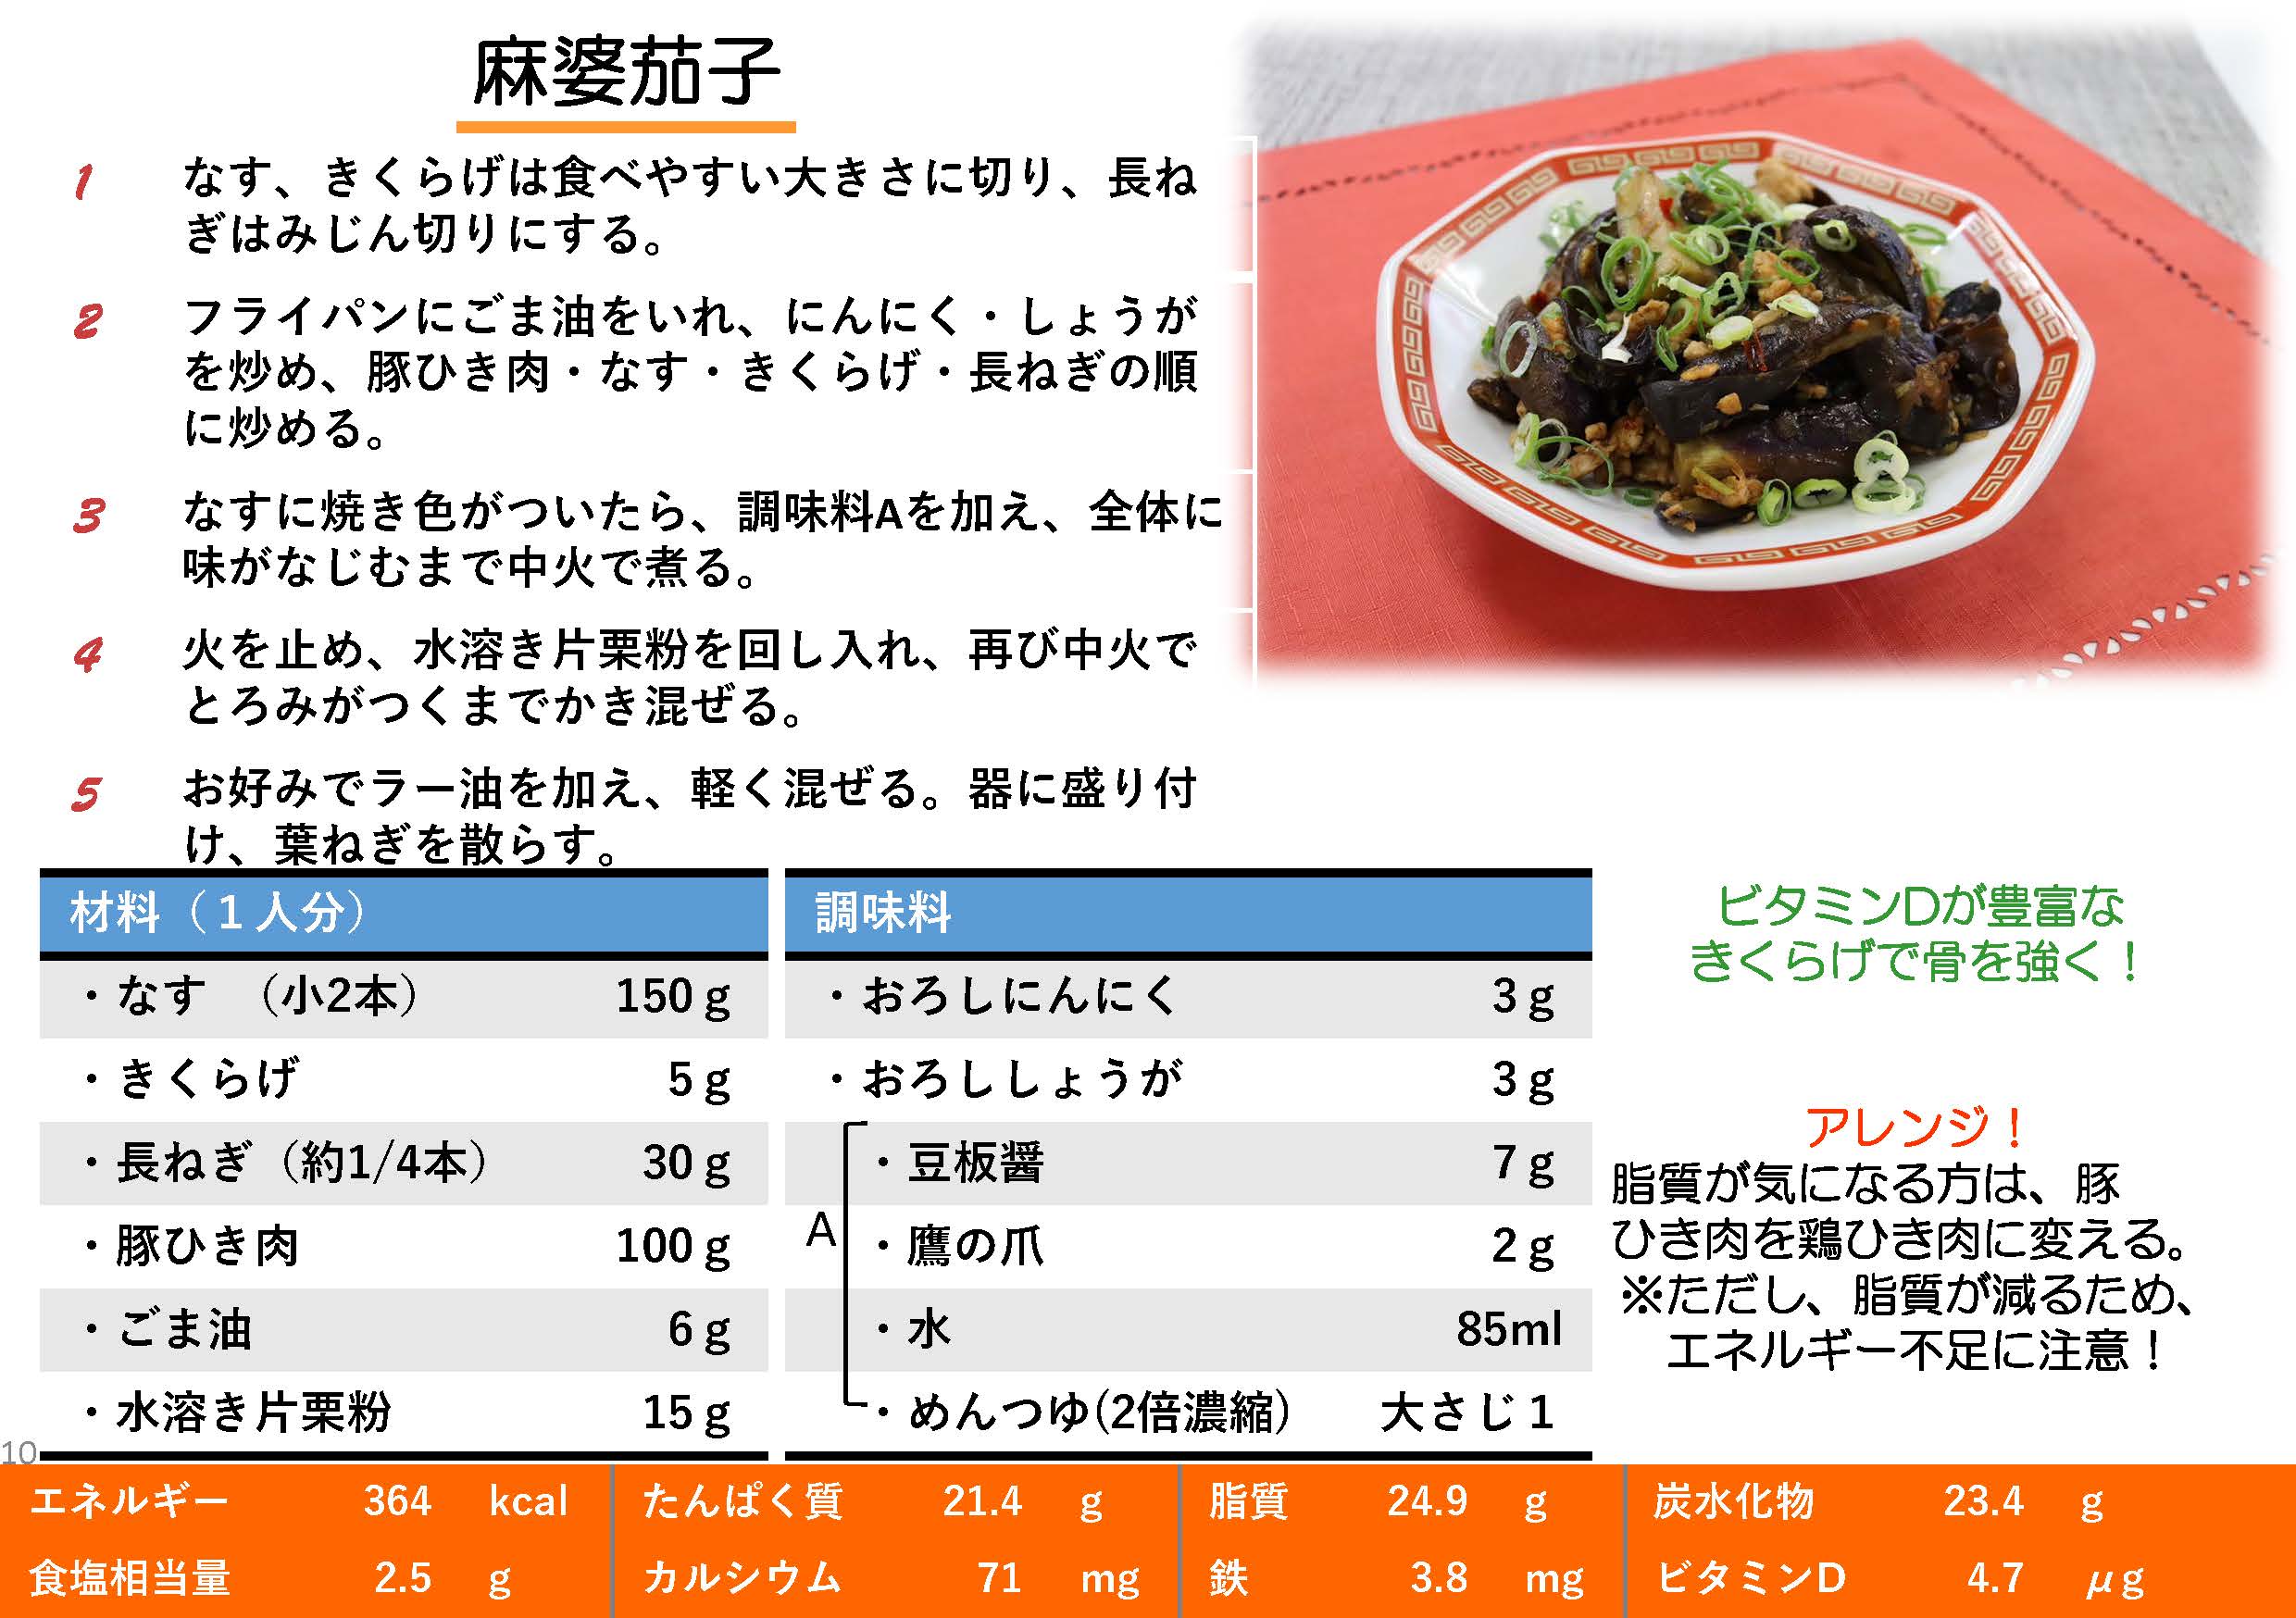 麻婆茄子
1 なす、きくらげは食べやすい大きさに切り、長ね
ぎはみじん切りにする。
2 フライパンにごま油をいれ、にんにく・しょうが
を炒め、豚ひき肉・なす・きくらげ・長ねぎの順
に炒める。
3 なすに焼き色がついたら、調味料Aを加え、全体に
味がなじむまで中火で煮る。
4 火を止め、水溶き片栗粉を回し入れ、再び中火で
とろみがつくまでかき混ぜる。
5 お好みでラー油を加え、軽く混ぜる。器に盛り付
け、葉ねぎを散らす。
材料（１人分）
・なす （小2本） 150ｇ
・きくらげ 5ｇ
・長ねぎ（約1/4本） 30ｇ
・豚ひき肉 100ｇ
・ごま油 6ｇ
・水溶き片栗粉 15ｇ
調味料
・おろしにんにく 3ｇ
・おろししょうが 3ｇ
A
・豆板醤 7ｇ
・鷹の爪 2ｇ
・水 85ml
・めんつゆ(2倍濃縮) 大さじ１
ビタミンDが豊富な
きくらげで骨を強く！
アレンジ！
脂質が気になる方は、豚
ひき肉を鶏ひき肉に変える。
※ただし、脂質が減るため、
エネルギー不足に注意！
10
エネルギー 364 kcal たんぱく質 21.4 g 脂質 24.9 g 炭水化物 23.4 g
食塩相当量 2.5 g カルシウム 71 mg 鉄 3.8 mg ビタミンD 4.7 μg